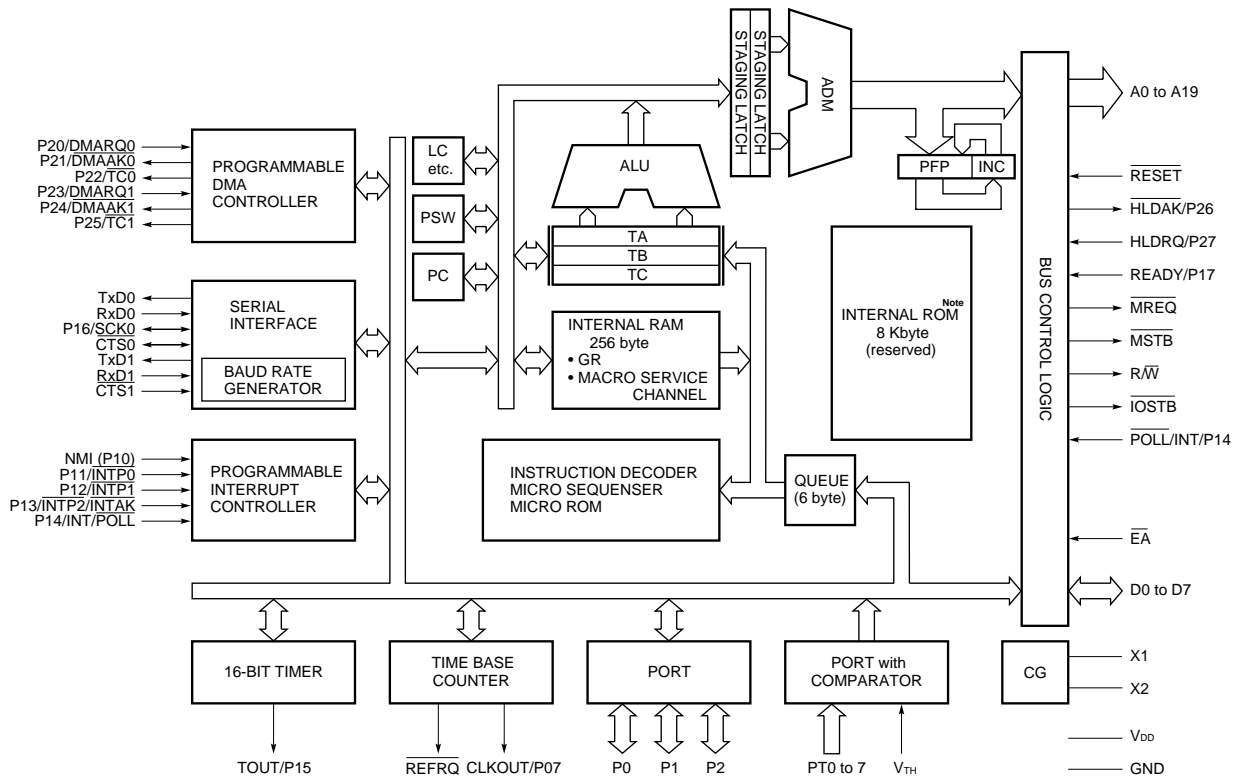 P20/DMARQ0
P21/DMAAK0
P22/TC0
P23/DMARQ1
P24/DMAAK1
P25/TC1
PROGRAMMABLE
DMA
CONTROLLER
TxD0
RxD0
P16/SCK0
CTS0
TxD1
RxD1
CTS1
SERIAL
INTERFACE
BAUD RATE
GENERATOR
NMI (P10)
P11/INTP0
P12/INTP1
P13/INTP2/INTAK
P14/INT/POLL
PROGRAMMABLE
INTERRUPT
CONTROLLER
LC
etc.
PSW
PC
ALU
TA
TB
TC
INTERNAL RAM
256 byte
• GR
• MACRO SERVICE
CHANNEL
INSTRUCTION DECODER
MICRO SEQUENSER
MICRO ROM
QUEUE
(6 byte)
STAGING LATCH
STAGING LATCH
ADM
PFP
INC
INTERNAL ROM Note
8 Kbyte
(reserved)
BUS CONTROL LOGIC
A0 to A19
RESET
HLDAK/P26
HLDRQ/P27
READY/P17
MREQ
MSTB
R/W
IOSTB
POLL/INT/P14
EA
D0 to D7
16-BIT TIMER
TIME BASE
COUNTER
PORT
PORT with
COMPARATOR
CG
X1
X2
VDD
GND
TOUT/P15
REFRQ
CLKOUT/P07
P0
P1
P2
PT0 to 7
VTH